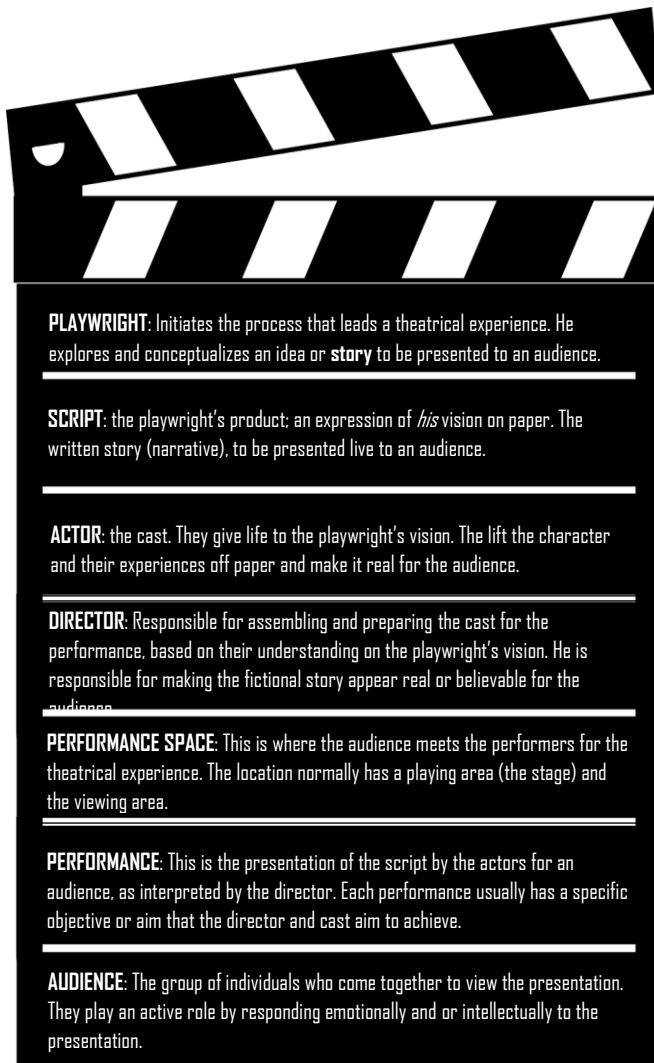 PLAYWRIGHT: Initiates the process that leads a theatrical experience. He
explores and conceptualizes an idea or story to be presented to an audience.
SCRIPT: the playwright's product; an expression of his vision on paper. The
written story (narrative), to be presented live to an audience.
ACTOR: the cast. They give life to the playwright's vision. The lift the character
and their experiences off paper and make it real for the audience.
DIRECTOR: Responsible for assembling and preparing the cast for the
performance, based on their understanding on the playwright's vision. He is
responsible for making the fictional story appear real or believable for the
audience
PERFORMANCE SPACE: This is where the audience meets the performers for the
theatrical experience. The location normally has a playing area (the stage) and
the viewing area.
PERFORMANCE: This is the presentation of the script by the actors for an
audience, as interpreted by the director. Each performance usually has a specific
objective or aim that the director and cast aim to achieve.
AUDIENCE: The group of individuals who come together to view the presentation.
They play an active role by responding emotionally and or intellectually to the
presentation.